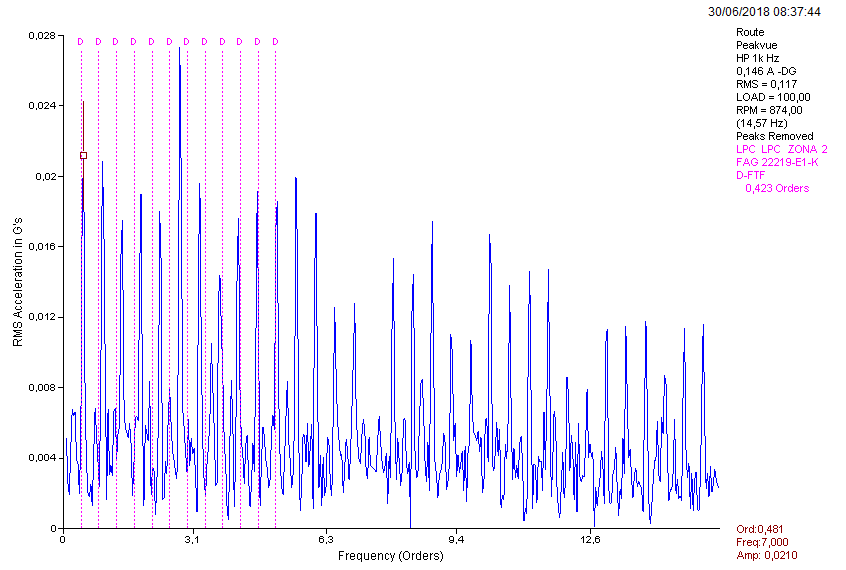 30/06/2018 08:37:44
Route
Peakvue
HP 1k Hz
0,146 A -DG
RMS = 0,117
LOAD = 100,00
RPM = 874,00
(14,57 Hz)
Peaks Removed
LPC LPC ZONA 2
FAG 22219-E1-K
D-FTF
0,423 Orders
D D D D D D D D D D D D
0,028
0,024
0,02
0,016
0,012
0,008
0,004
0
RMS Acceleration in G's
0 3,1 6,3 9,4 12,6
Frequency (Orders)
Ord:0,481
Freq:7,000
Amp: 0,0210